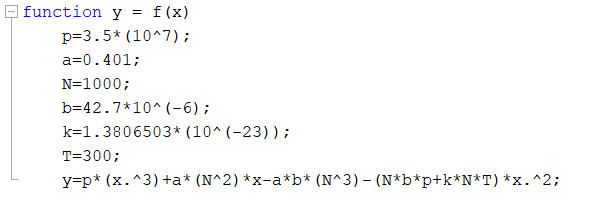 function y = f(x)
p=3.5*(10^7);
a=0.401;
N=1000;
b=42.7*10^(-6);
k=1.3806503*(10^(-23));
T=300;
y=p*(x.^3)+a*(N^2)*x-a*b*(N^3)-(N*b*p+k*N*T)*x.^2;